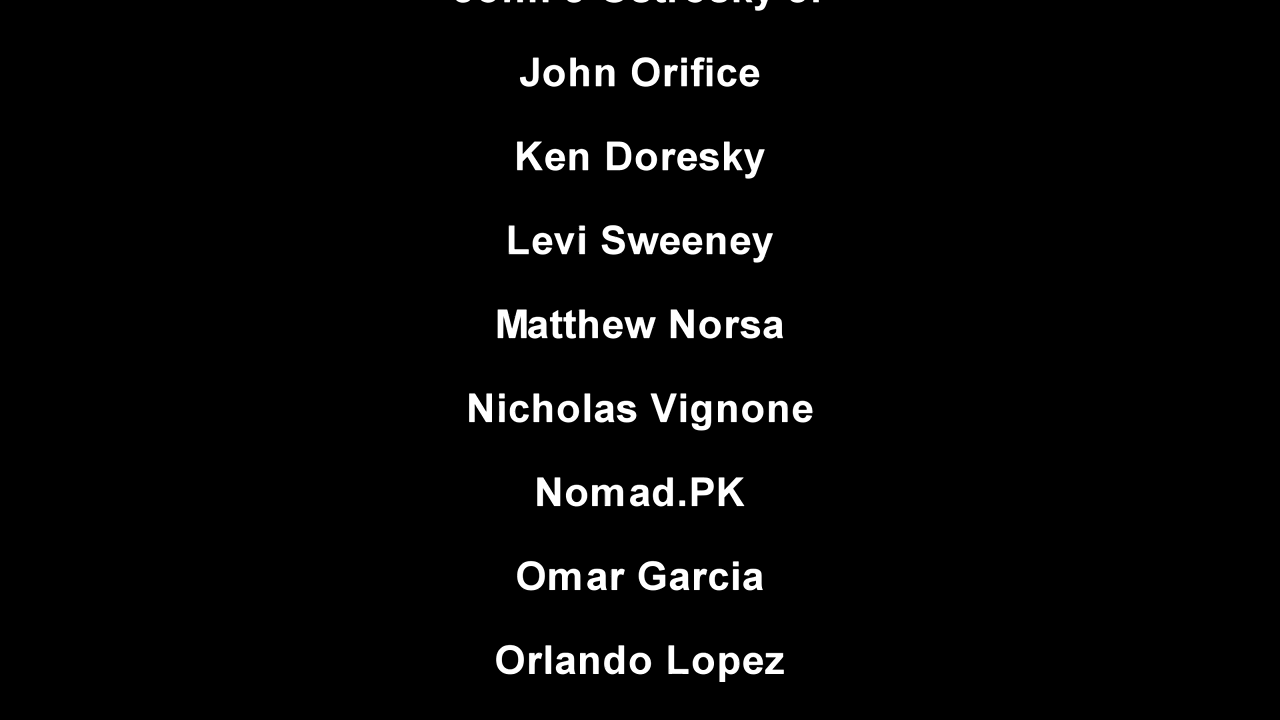 John Orifice
Ken Doresky
Levi Sweeney
Matthew Norsa
Nicholas Vignone
Nomad.PK
Omar Garcia
Orlando Lopez